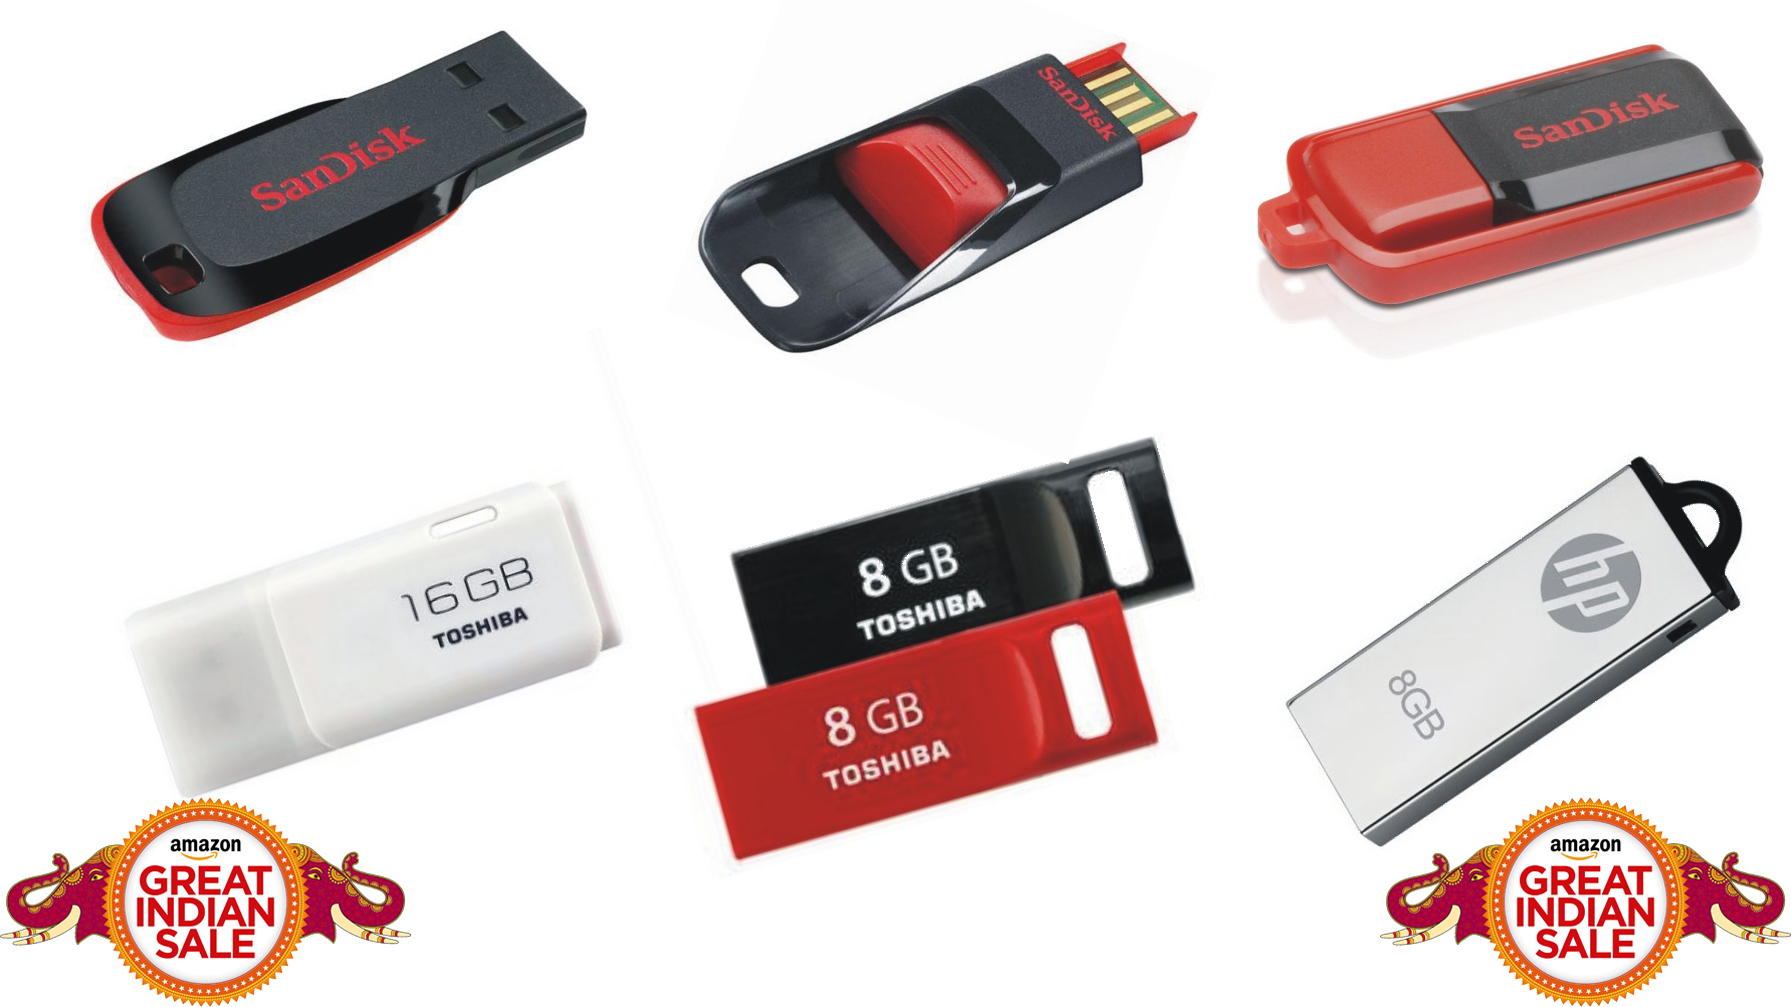 SanDisk
SanDisk
SanDisk
16GB
TOSHIBA
8 GB
TOSHIBA
8 GB
TOSHIBA
hp
8GB
amazon
GREAT
INDIAN
SALE
amazon
GREAT
INDIAN
SALE